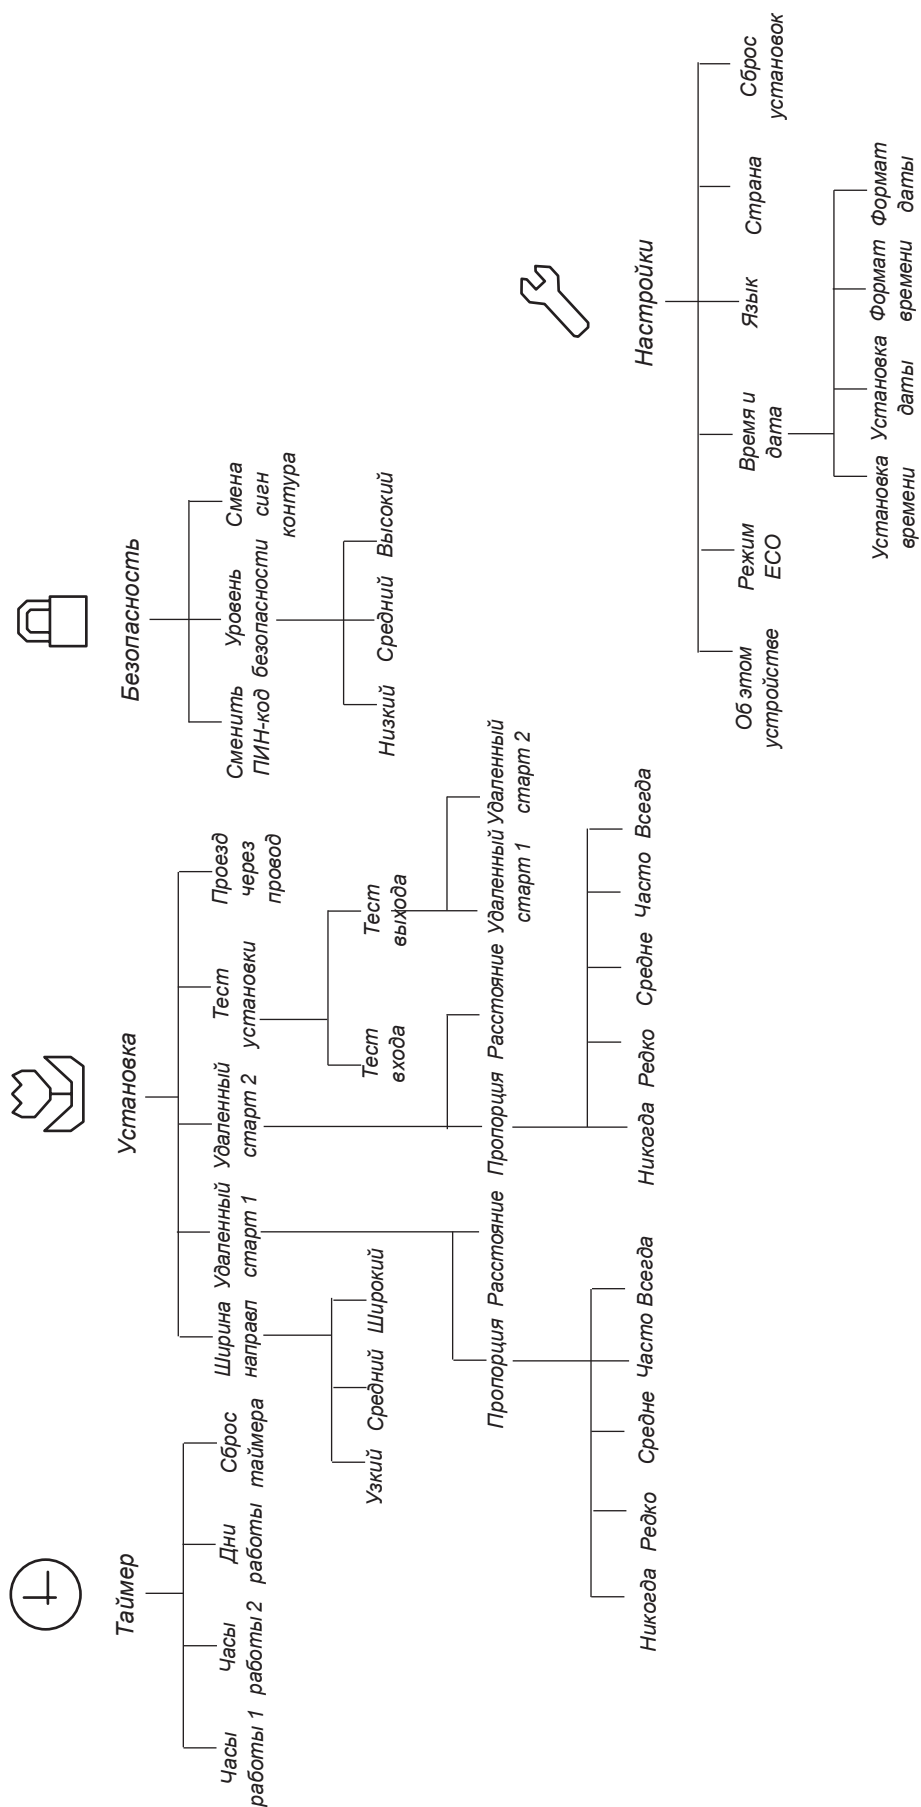 Таймер
Часы
работы 1
Часы
работы 2
Дни
работы
Сброс
таймера
Установка
Ширина
направл
Узкий
Средний
Широкий
Удаленный
старт 1
Пропорция
Никогда
Редко
Средне
Часто
Всегда
Расстояние
Удаленный
старт 2
Пропорция
Никогда
Редко
Средне
Часто
Всегда
Расстояние
Тест
установки
Тест
входа
Тест
выхода
Удаленный
старт 1
Удаленный
старт 2
Проезд
через
провод
Безопасность
Сменить
ПИН-код
Уровень
безопасности
Низкий
Средний
Высокий
Смена
сигн
контура
Настройки
Об этом
устройстве
Режим
ECO
Время и
дата
Установка
времени
Установка
даты
Формат
времени
Формат
даты
Язык
Страна
Сброс
установок